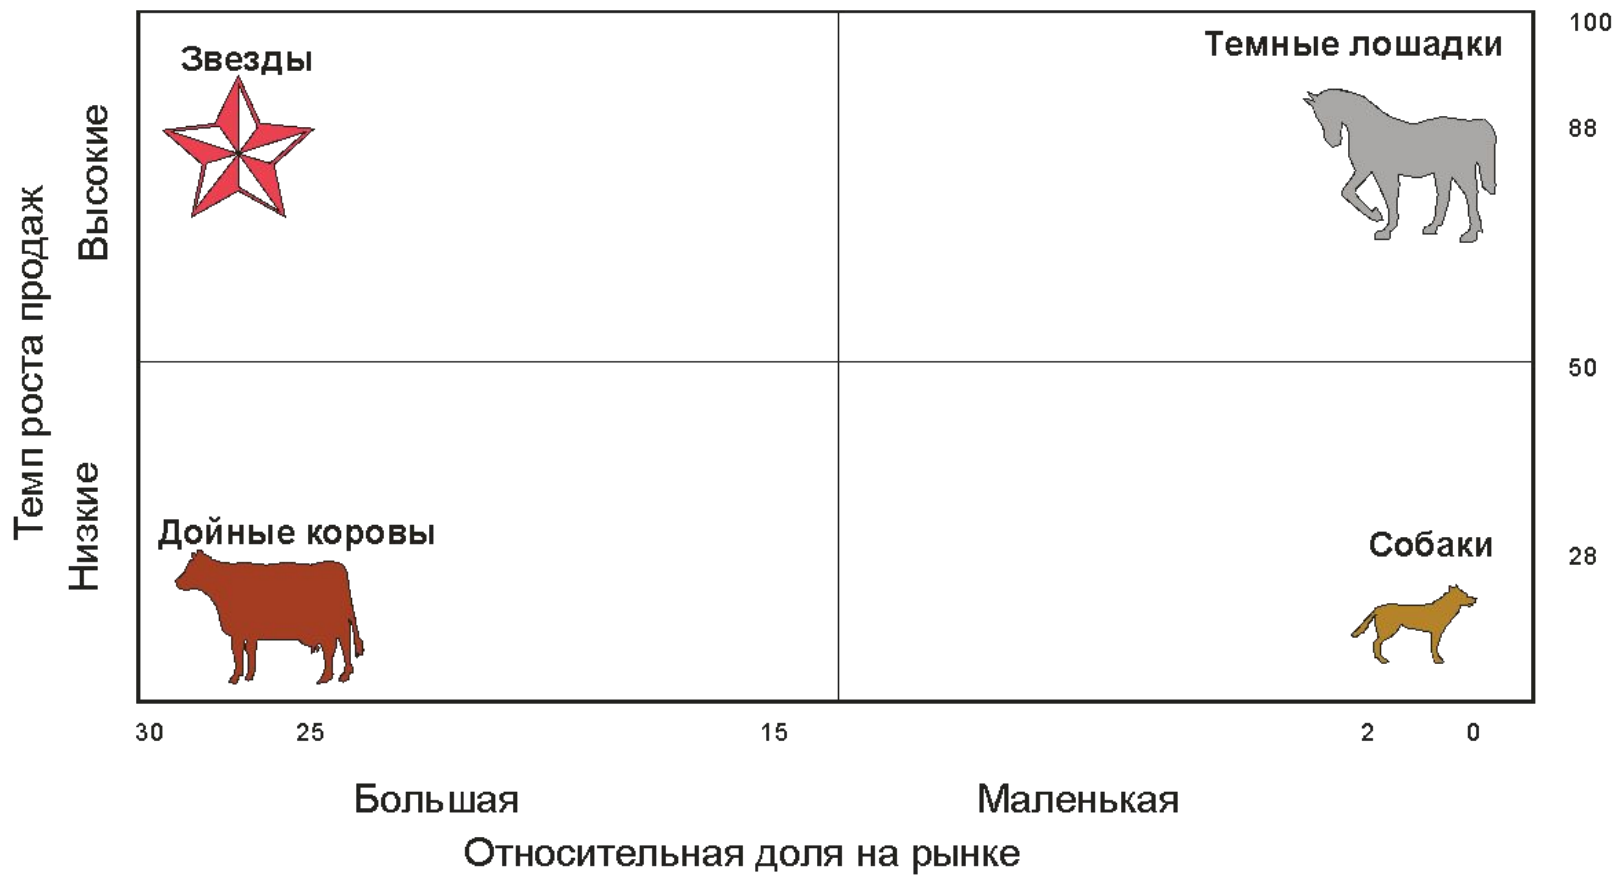 Звезды
Темные лошадки
100
88
50
28
Темп роста продаж
Высокие
Низкие
Дойные коровы
Собаки
30 25 15 2 0
Большая Маленькая
Относительная доля на рынке